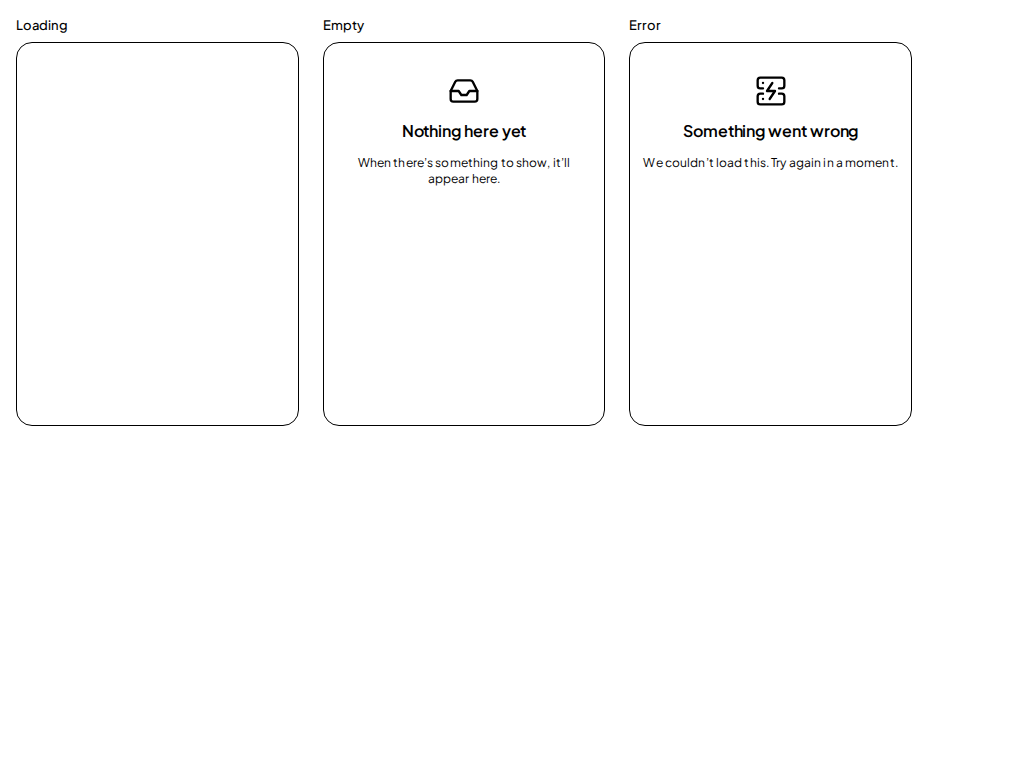 Loading
Empty
Error
Nothing here yet
When there's something to show, it'll
appear here.
Something went wrong
We couldn't load this. Try again in a moment.